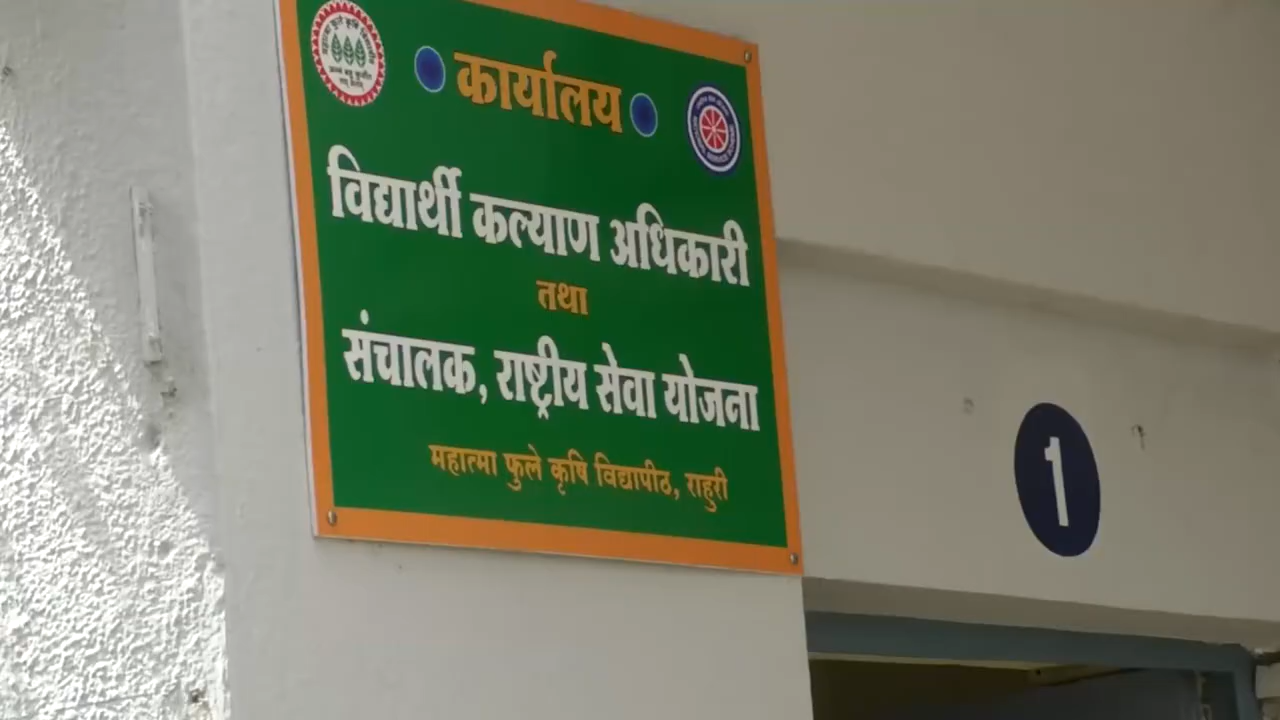 कार्यालय
विद्यार्थी कल्याण अधिकारी
तथा
संचालक, राष्ट्रीय सेवा योजना
महात्मा फुले कृषि विद्यापीठ, राहुरी
1